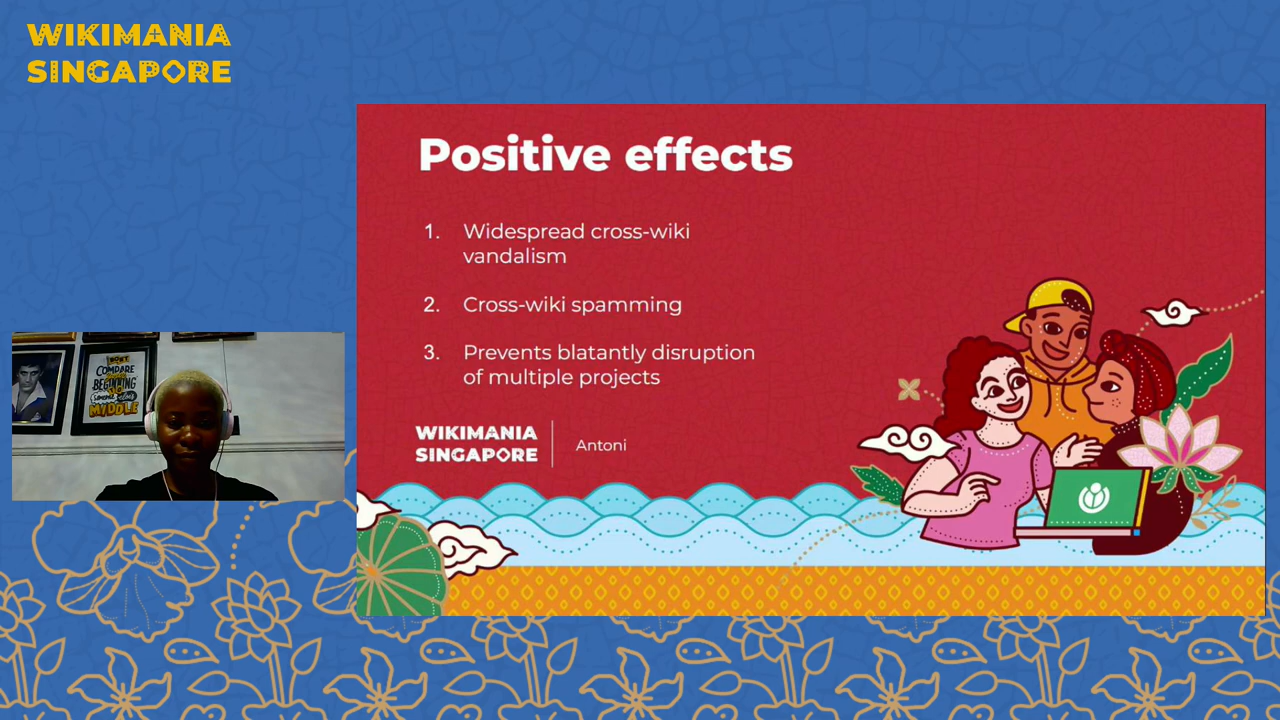 WIKIMANIA
SINGAPORE
Positive effects
1. Widespread cross-wiki
vandalism
2. Cross-wiki spamming
3. Prevents blatantly disruption
of multiple projects
WIKIMANIA
SINGAPORE
Antoni
DON'T
COMPARE
BEGINNING
TO
SOMEONE ELSE'S
MIDDLE